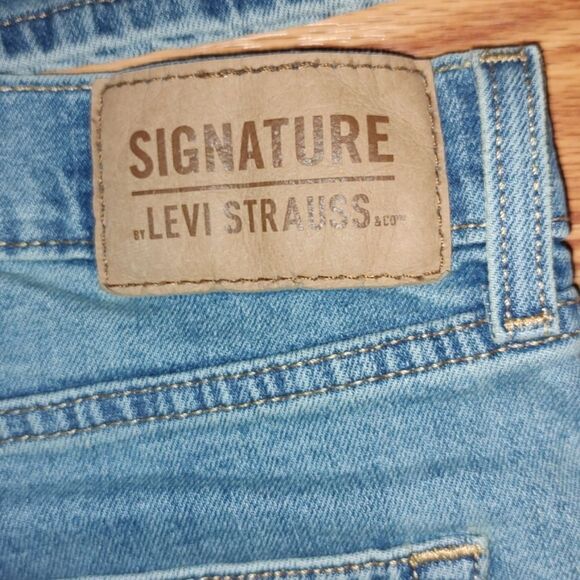 SIGNATURE
BY LEVI STRAUSS & CO™